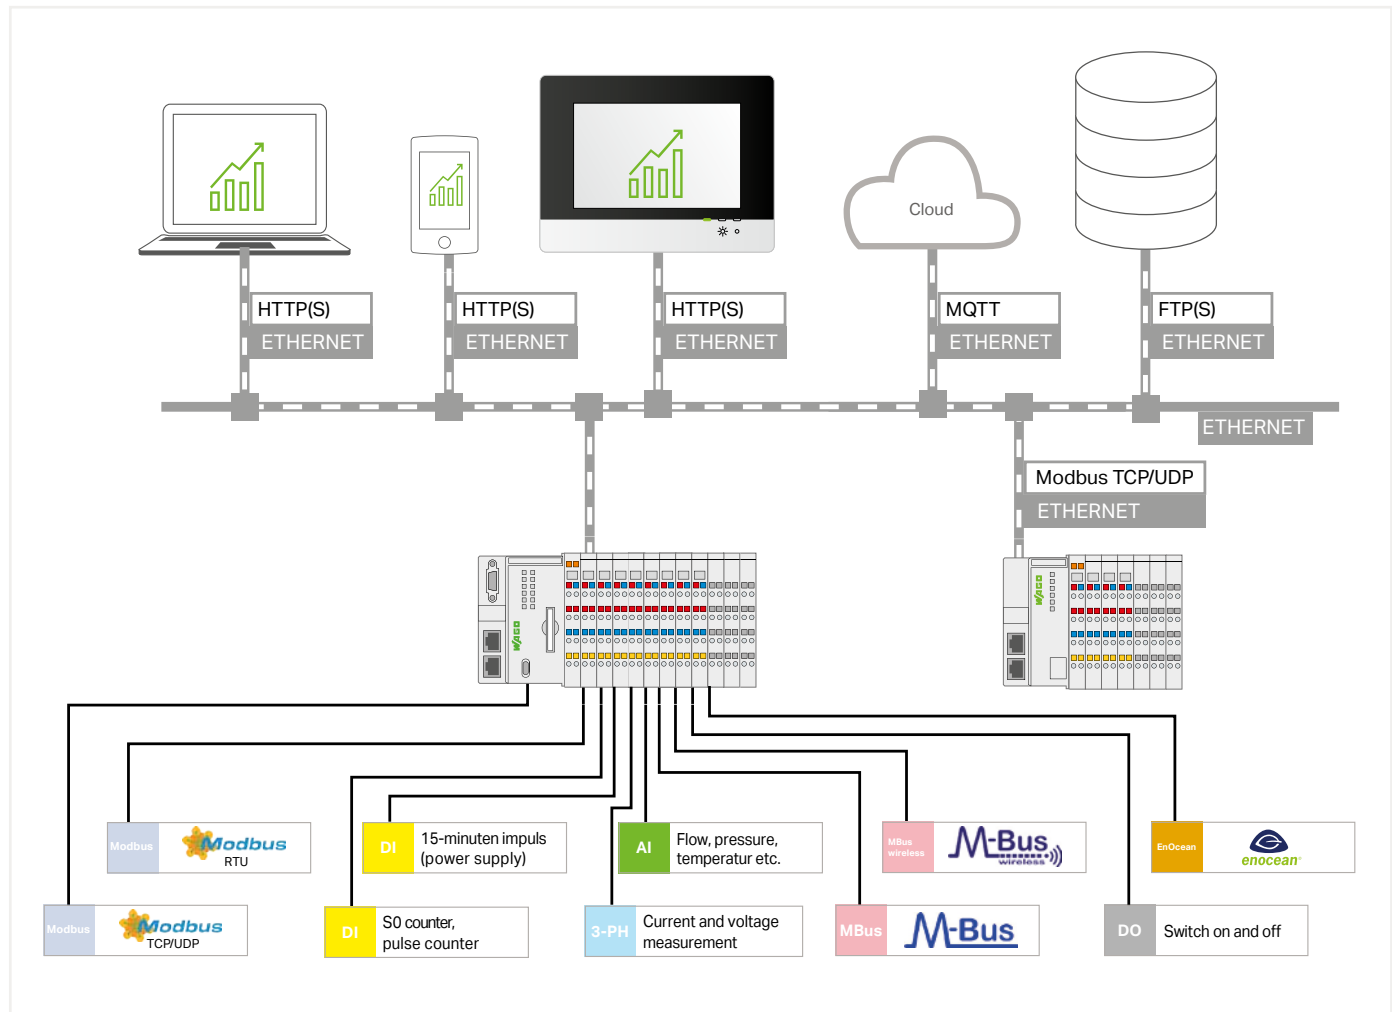 Cloud
HTTP(S)
ETHERNET
HTTP(S)
ETHERNET
HTTP(S)
ETHERNET
MQTT
ETHERNET
FTP(S)
ETHERNET
ETHERNET
Modbus TCP/UDP
ETHERNET
WAGO
WAGO
Modbus
Modbus
RTU
DI
15-minuten impuls
(power supply)
AI
Flow, pressure,
temperatur etc.
MBus
wireless
M-Bus
wireless
EnOcean
enocean
Modbus
Modbus
TCP/UDP
DI
S0 counter,
pulse counter
3-PH
Current and voltage
measurement
MBus
M-Bus
DO
Switch on and off